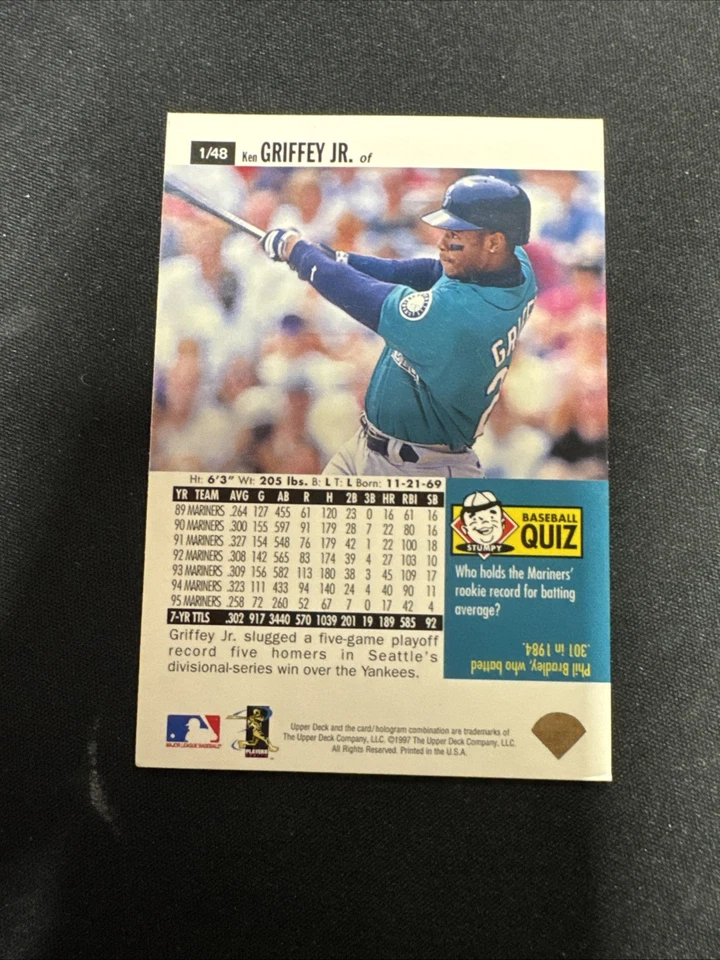 1/48 Ken GRIFFEY JR. of
GRIFF
2
Ht: 6'3" Wt: 205 lbs. B: L T: L Born: 11-21-69
YR TEAM AVG G AB R H 2B 3B HR RBI SB
89 MARINERS .264 127 455 61 120 23 0 16 61 16
90 MARINERS .300 155 597 91 179 28 7 22 80 16
91 MARINERS .327 154 548 76 179 42 1 22 100 18
92 MARINERS .308 142 565 83 174 39 4 27 103 10
93 MARINERS .309 156 582 113 180 38 3 45 109 17
94 MARINERS .323 111 433 94 140 24 4 40 90 11
95 MARINERS .258 72 260 52 67 7 0 17 42 4
7-YR TTLS .302 917 3440 570 1039 201 19 189 585 92
Griffey Jr. slugged a five-game playoff
record five homers in Seattle's
divisional-series win over the Yankees.
STUMPY
BASEBALL
QUIZ
Who holds the Mariners'
rookie record for batting
average?
Phil Bradley, who batted
.301 in 1984.
MAJOR LEAGUE BASEBALL
PLAYERS
Upper Deck and the card/hologram combination are trademarks of
The Upper Deck Company, LLC. ©1997 The Upper Deck Company, LLC.
All Rights Reserved. Printed in the U.S.A.